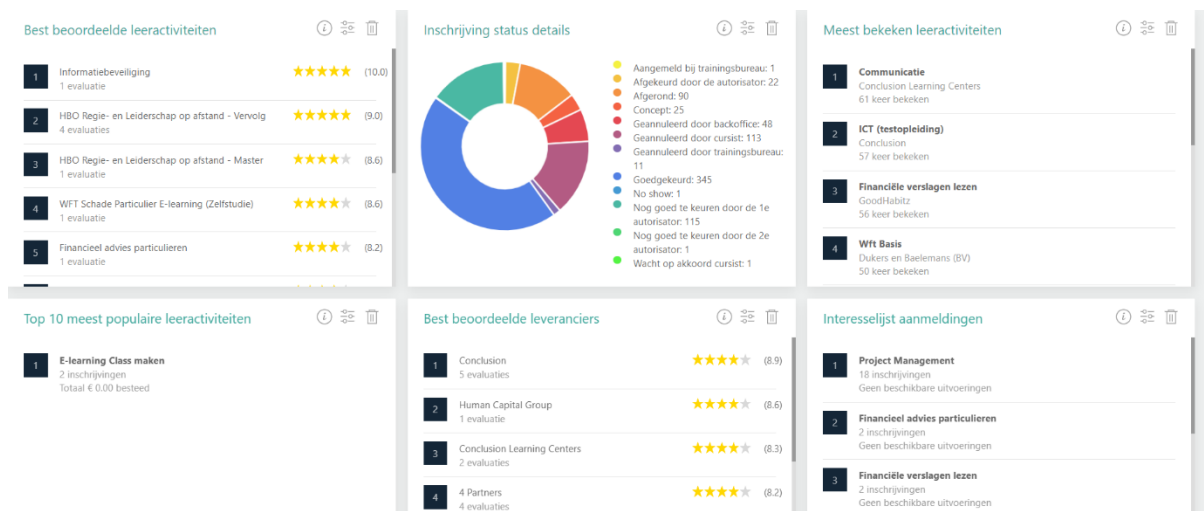 Best beoordeelde leeractiviteiten
1
Informatiebeveiliging
1 evaluatie
(10.0)
2
HBO Regie- en Leiderschap op afstand - Vervolg
4 evaluaties
(9.0)
3
HBO Regie- en Leiderschap op afstand - Master
1 evaluatie
(8.6)
4
WFT Schade Particulier E-learning (Zelfstudie)
1 evaluatie
(8.6)
5
Financieel advies particulieren
1 evaluatie
(8.2)
Inschrijving status details
Aangemeld bij trainingsbureau: 1
Afgekeurd door de autorisator: 22
Afgerond: 90
Concept: 25
Geannuleerd door backoffice: 48
Geannuleerd door cursist: 113
Geannuleerd door trainingsbureau:
11
Goedgekeurd: 345
No show: 1
Nog goed te keuren door de 1e
autorisator: 115
Nog goed te keuren door de 2e
autorisator: 1
Wacht op akkoord cursist: 1
Meest bekeken leeractiviteiten
1
Communicatie
Conclusion Learning Centers
61 keer bekeken
2
ICT (testopleiding)
Conclusion
57 keer bekeken
3
Financiële verslagen lezen
GoodHabitz
56 keer bekeken
4
Wft Basis
Dukers en Baelemans (BV)
50 keer bekeken
Top 10 meest populaire leeractiviteiten
1
E-learning Class maken
2 inschrijvingen
Totaal € 0.00 besteed
Best beoordeelde leveranciers
1
Conclusion
5 evaluaties
(8.9)
2
Human Capital Group
1 evaluatie
(8.6)
3
Conclusion Learning Centers
2 evaluaties
(8.3)
4
4 Partners
4 evaluaties
(8.2)
Interesselijst aanmeldingen
1
Project Management
18 inschrijvingen
Geen beschikbare uitvoeringen
2
Financieel advies particulieren
2 inschrijvingen
Geen beschikbare uitvoeringen
3
Financiële verslagen lezen
2 inschrijvingen
Geen beschikbare uitvoeringen